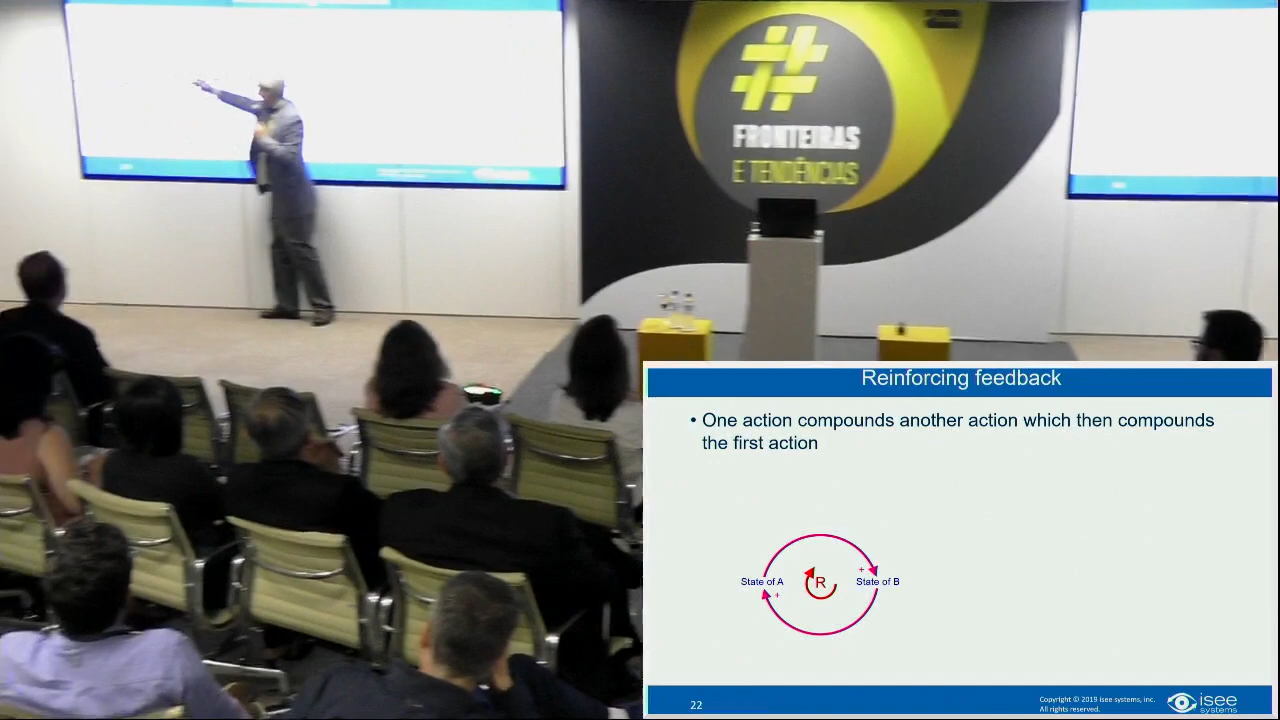 #
FRONTEIRAS
E TENDÊNCIAS
Reinforcing feedback
• One action compounds another action which then compounds
the first action
+
State of A
R
State of B
+
22
Copyright © 2019 isee systems, inc.
All rights reserved.
isee
systems